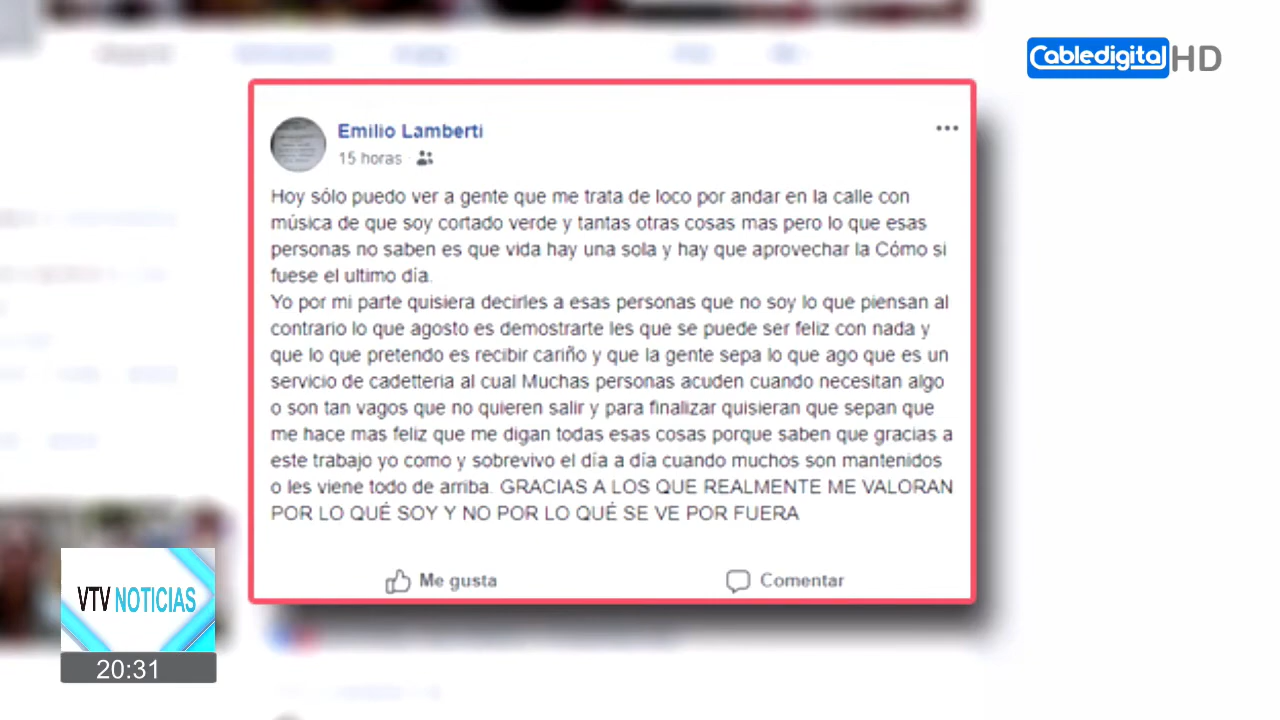 Cabledigital HD
Emilio Lamberti
15 horas
Hoy sólo puedo ver a gente que me trata de loco por andar en la calle con
música de que soy cortado verde y tantas otras cosas mas pero lo que esas
personas no saben es que vida hay una sola y hay que aprovechar la Cómo si
fuese el ultimo día.
Yo por mi parte quisiera decirles a esas personas que no soy lo que piensan al
contrario lo que agosto es demostrarte les que se puede ser feliz con nada y
que lo que pretendo es recibir cariño y que la gente sepa lo que ago que es un
servicio de cadetteria al cual Muchas personas acuden cuando necesitan algo
o son tan vagos que no quieren salir y para finalizar quisieran que sepan que
me hace mas feliz que me digan todas esas cosas porque saben que gracias a
este trabajo yo como y sobrevivo el día a día cuando muchos son mantenidos
o les viene todo de arriba. GRACIAS A LOS QUE REALMENTE ME VALORAN
POR LO QUÉ SOY Y NO POR LO QUÉ SE VE POR FUERA
Me gusta
Comentar
VTV NOTICIAS
20:31